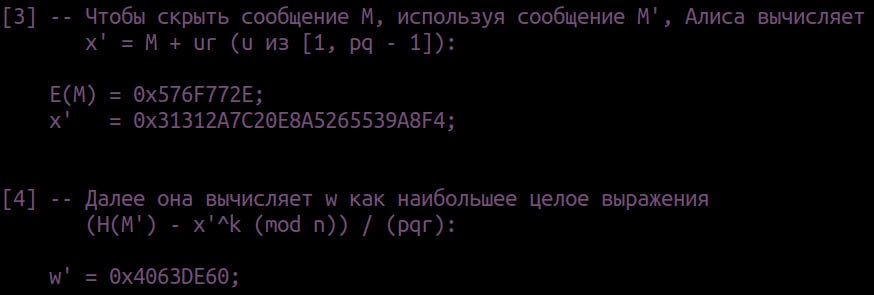 [3] -- Чтобы скрыть сообщение M, используя сообщение M', Алиса вычисляет
x' = M + ur (u из [1, pq - 1]):
E(M) = 0x576F772E;
x' = 0x31312A7C20E8A5265539A8F4;
[4] -- Далее она вычисляет w как наибольшее целое выражения
(H(M') - x'^k (mod n)) / (pqr):
w' = 0x4063DE60;